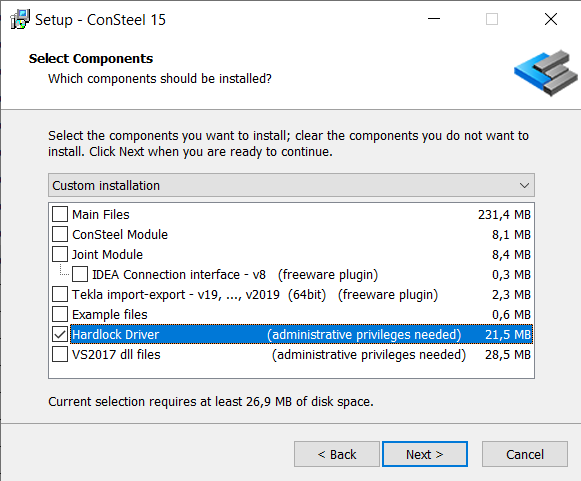 Setup - ConSteel 15
Select Components
Which components should be installed?
Select the components you want to install; clear the components you do not want to
install. Click Next when you are ready to continue.
Custom installation
Main Files 231,4 MB
ConSteel Module 8,1 MB
Joint Module 8,4 MB
IDEA Connection interface - v8 (freeware plugin) 0,3 MB
Tekla import-export - v19, ..., v2019 (64bit) (freeware plugin) 2,3 MB
Example files 0,6 MB
Hardlock Driver (administrative privileges needed) 21,5 MB
VS2017 dll files (administrative privileges needed) 28,5 MB
Current selection requires at least 26,9 MB of disk space.
< Back Next > Cancel